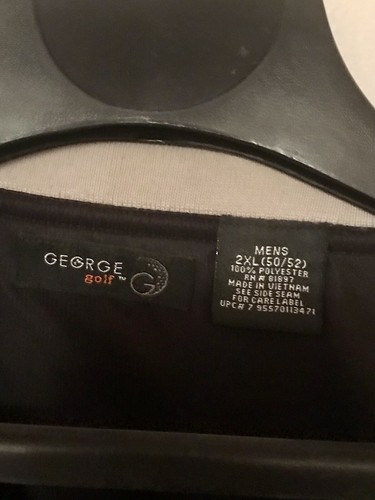 GEORGE
golf™
G
MENS
2XL(50/52)
100% POLYESTER
RN# 81897
MADE IN VIETNAM
SEE SIDE SEAM
FOR CARE LABEL
UPC# 7 95570113471